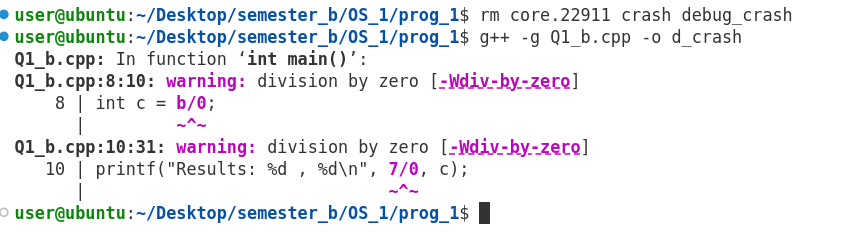 user@ubuntu:~/Desktop/semester_b/OS_1/prog_1$ rm core.22911 crash debug_crash
user@ubuntu:~/Desktop/semester_b/OS_1/prog_1$ g++ -g Q1_b.cpp -o d_crash
Q1_b.cpp: In function ‘int main()’:
Q1_b.cpp:8:10: warning: division by zero [-Wdiv-by-zero]
    8 | int c = b/0;
      |         ~^~
Q1_b.cpp:10:31: warning: division by zero [-Wdiv-by-zero]
   10 | printf("Results: %d , %d\n", 7/0, c);
      |                              ~^~
user@ubuntu:~/Desktop/semester_b/OS_1/prog_1$